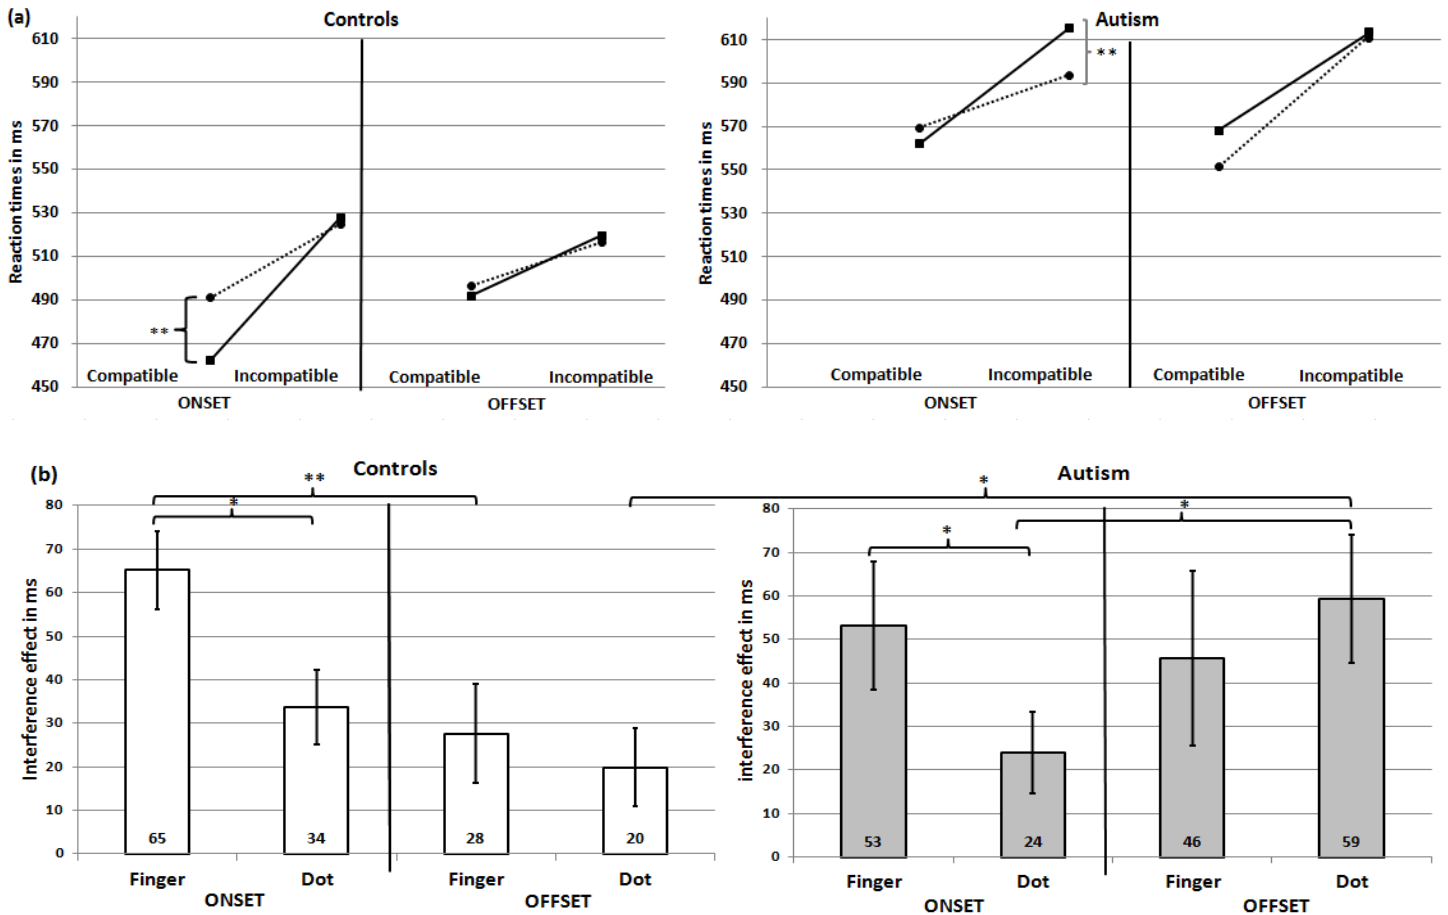 (a)
Controls
Autism
610
590
570
550
530
510
490
470
450
Reaction times in ms
**
Compatible
Incompatible
Compatible
Incompatible
ONSET
OFFSET
610
590
570
550
530
510
490
470
450
Reaction times in ms
**
Compatible
Incompatible
Compatible
Incompatible
ONSET
OFFSET
(b)
Controls
Autism
80
70
60
50
40
30
20
10
0
Interference effect in ms
**
*
65
34
28
20
Finger
Dot
Finger
Dot
ONSET
OFFSET
*
*
*
80
70
60
50
40
30
20
10
0
interference effect in ms
53
24
46
59
Finger
Dot
Finger
Dot
ONSET
OFFSET